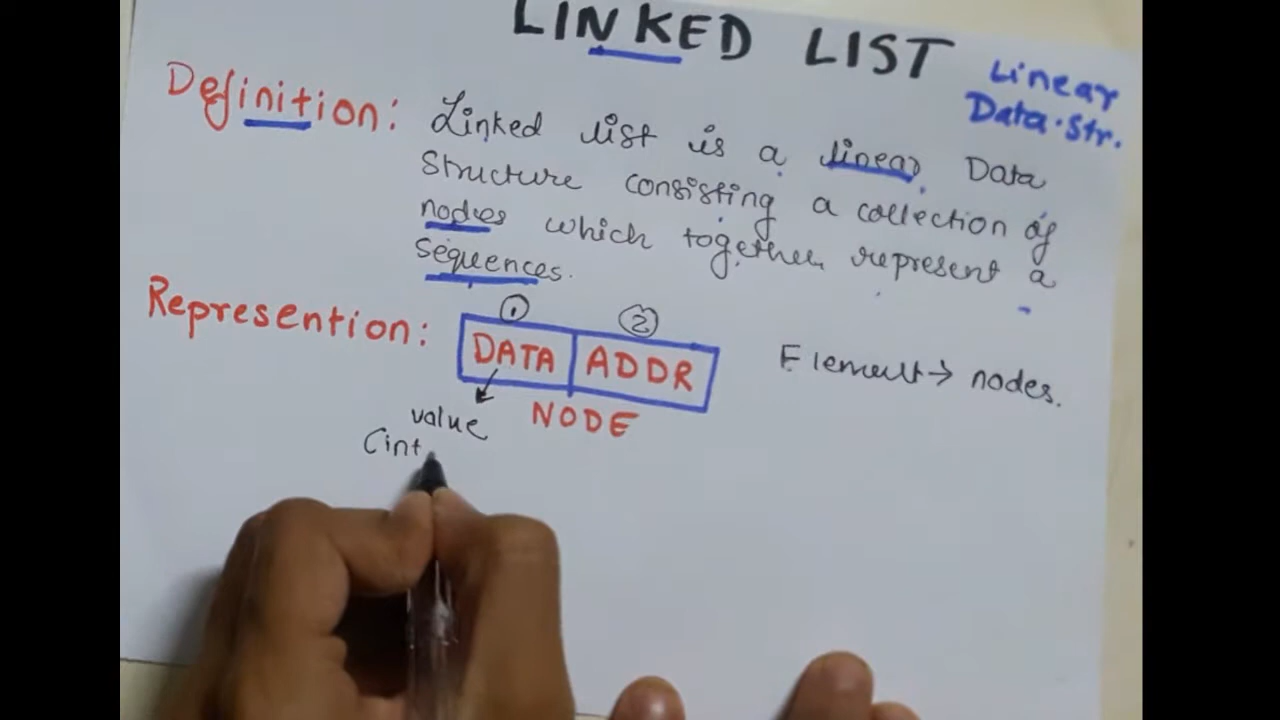 LINKED LIST
Linear
Data.Str.
Definition: Linked list is a linear Data
Structure consisting a collection of
nodes which together represent a
sequences.
Represention:
1 2
DATA ADDR
NODE
Element → nodes.
value
(int